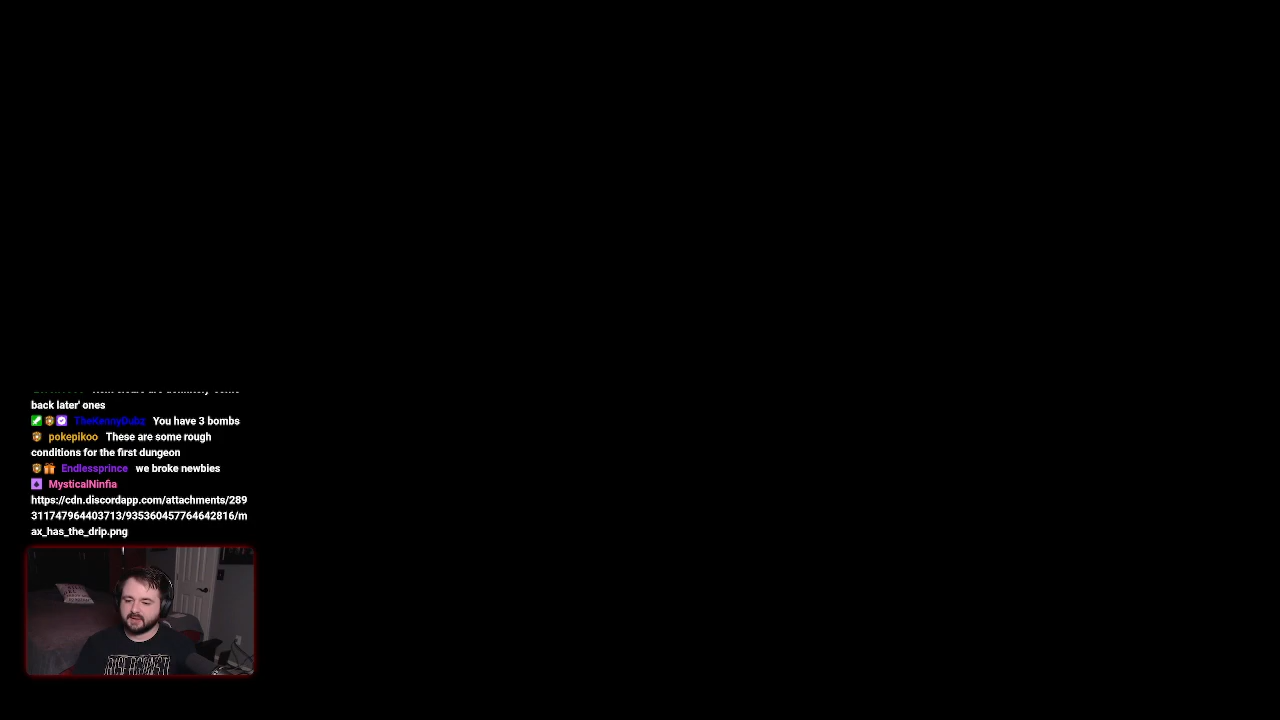 back later' ones
TheKennyDubz You have 3 bombs
pokepikoo These are some rough
conditions for the first dungeon
Endlessprince we broke newbies
MysticalNinfia
https://cdn.discordapp.com/attachments/289
311747964403713/935360457764642816/m
ax_has_the_drip.png